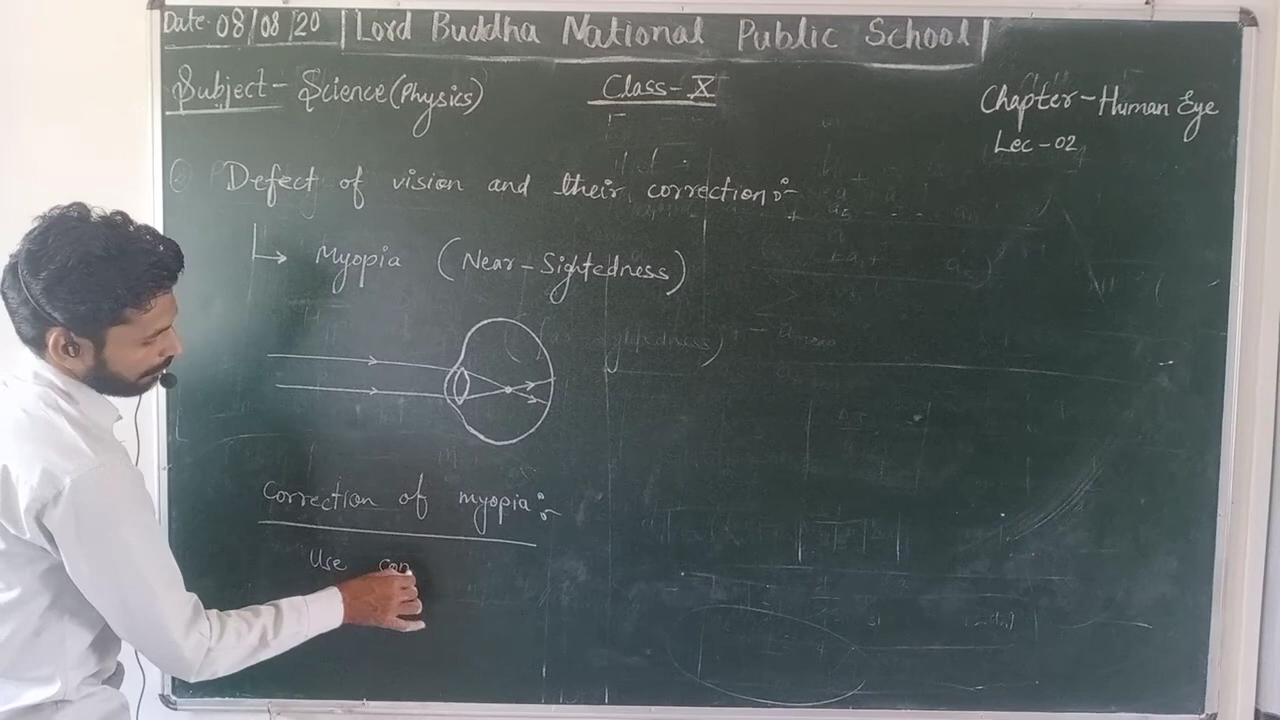 Date- 08/08/20 | Lord Buddha National Public School |
Subject - Science (Physics)
Class - X
Chapter - Human Eye
Lec - 02
Defect of vision and their correction :-
↳ Myopia (Near-Sightedness)
Correction of myopia :-
Use con